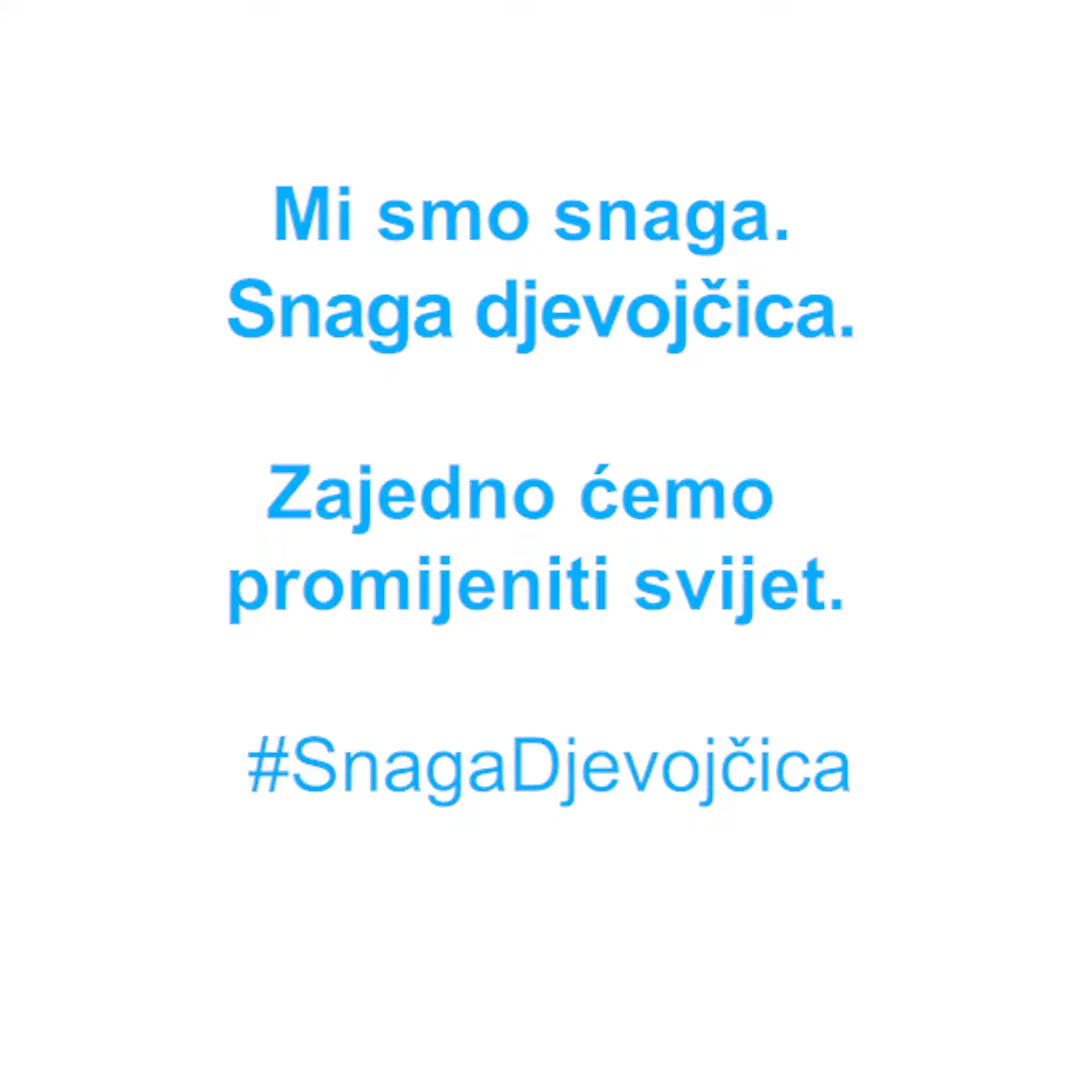 Mi smo snaga.
Snaga djevojčica.
Zajedno ćemo
promijeniti svijet.
#SnagaDjevojčica